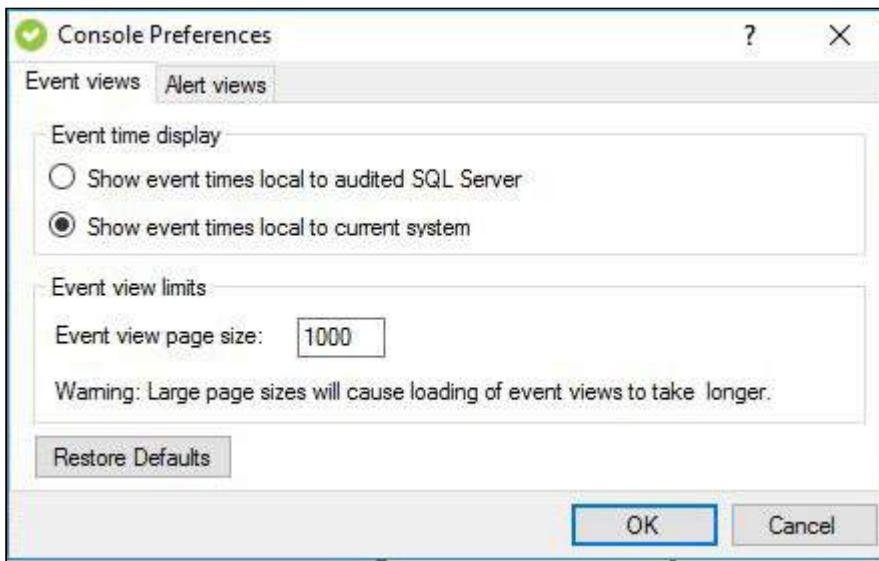 Console Preferences
?
Event views
Alert views
Event time display
Show event times local to audited SQL Server
Show event times local to current system
Event view limits
Event view page size:
1000
Warning: Large page sizes will cause loading of event views to take longer.
Restore Defaults
OK
Cancel